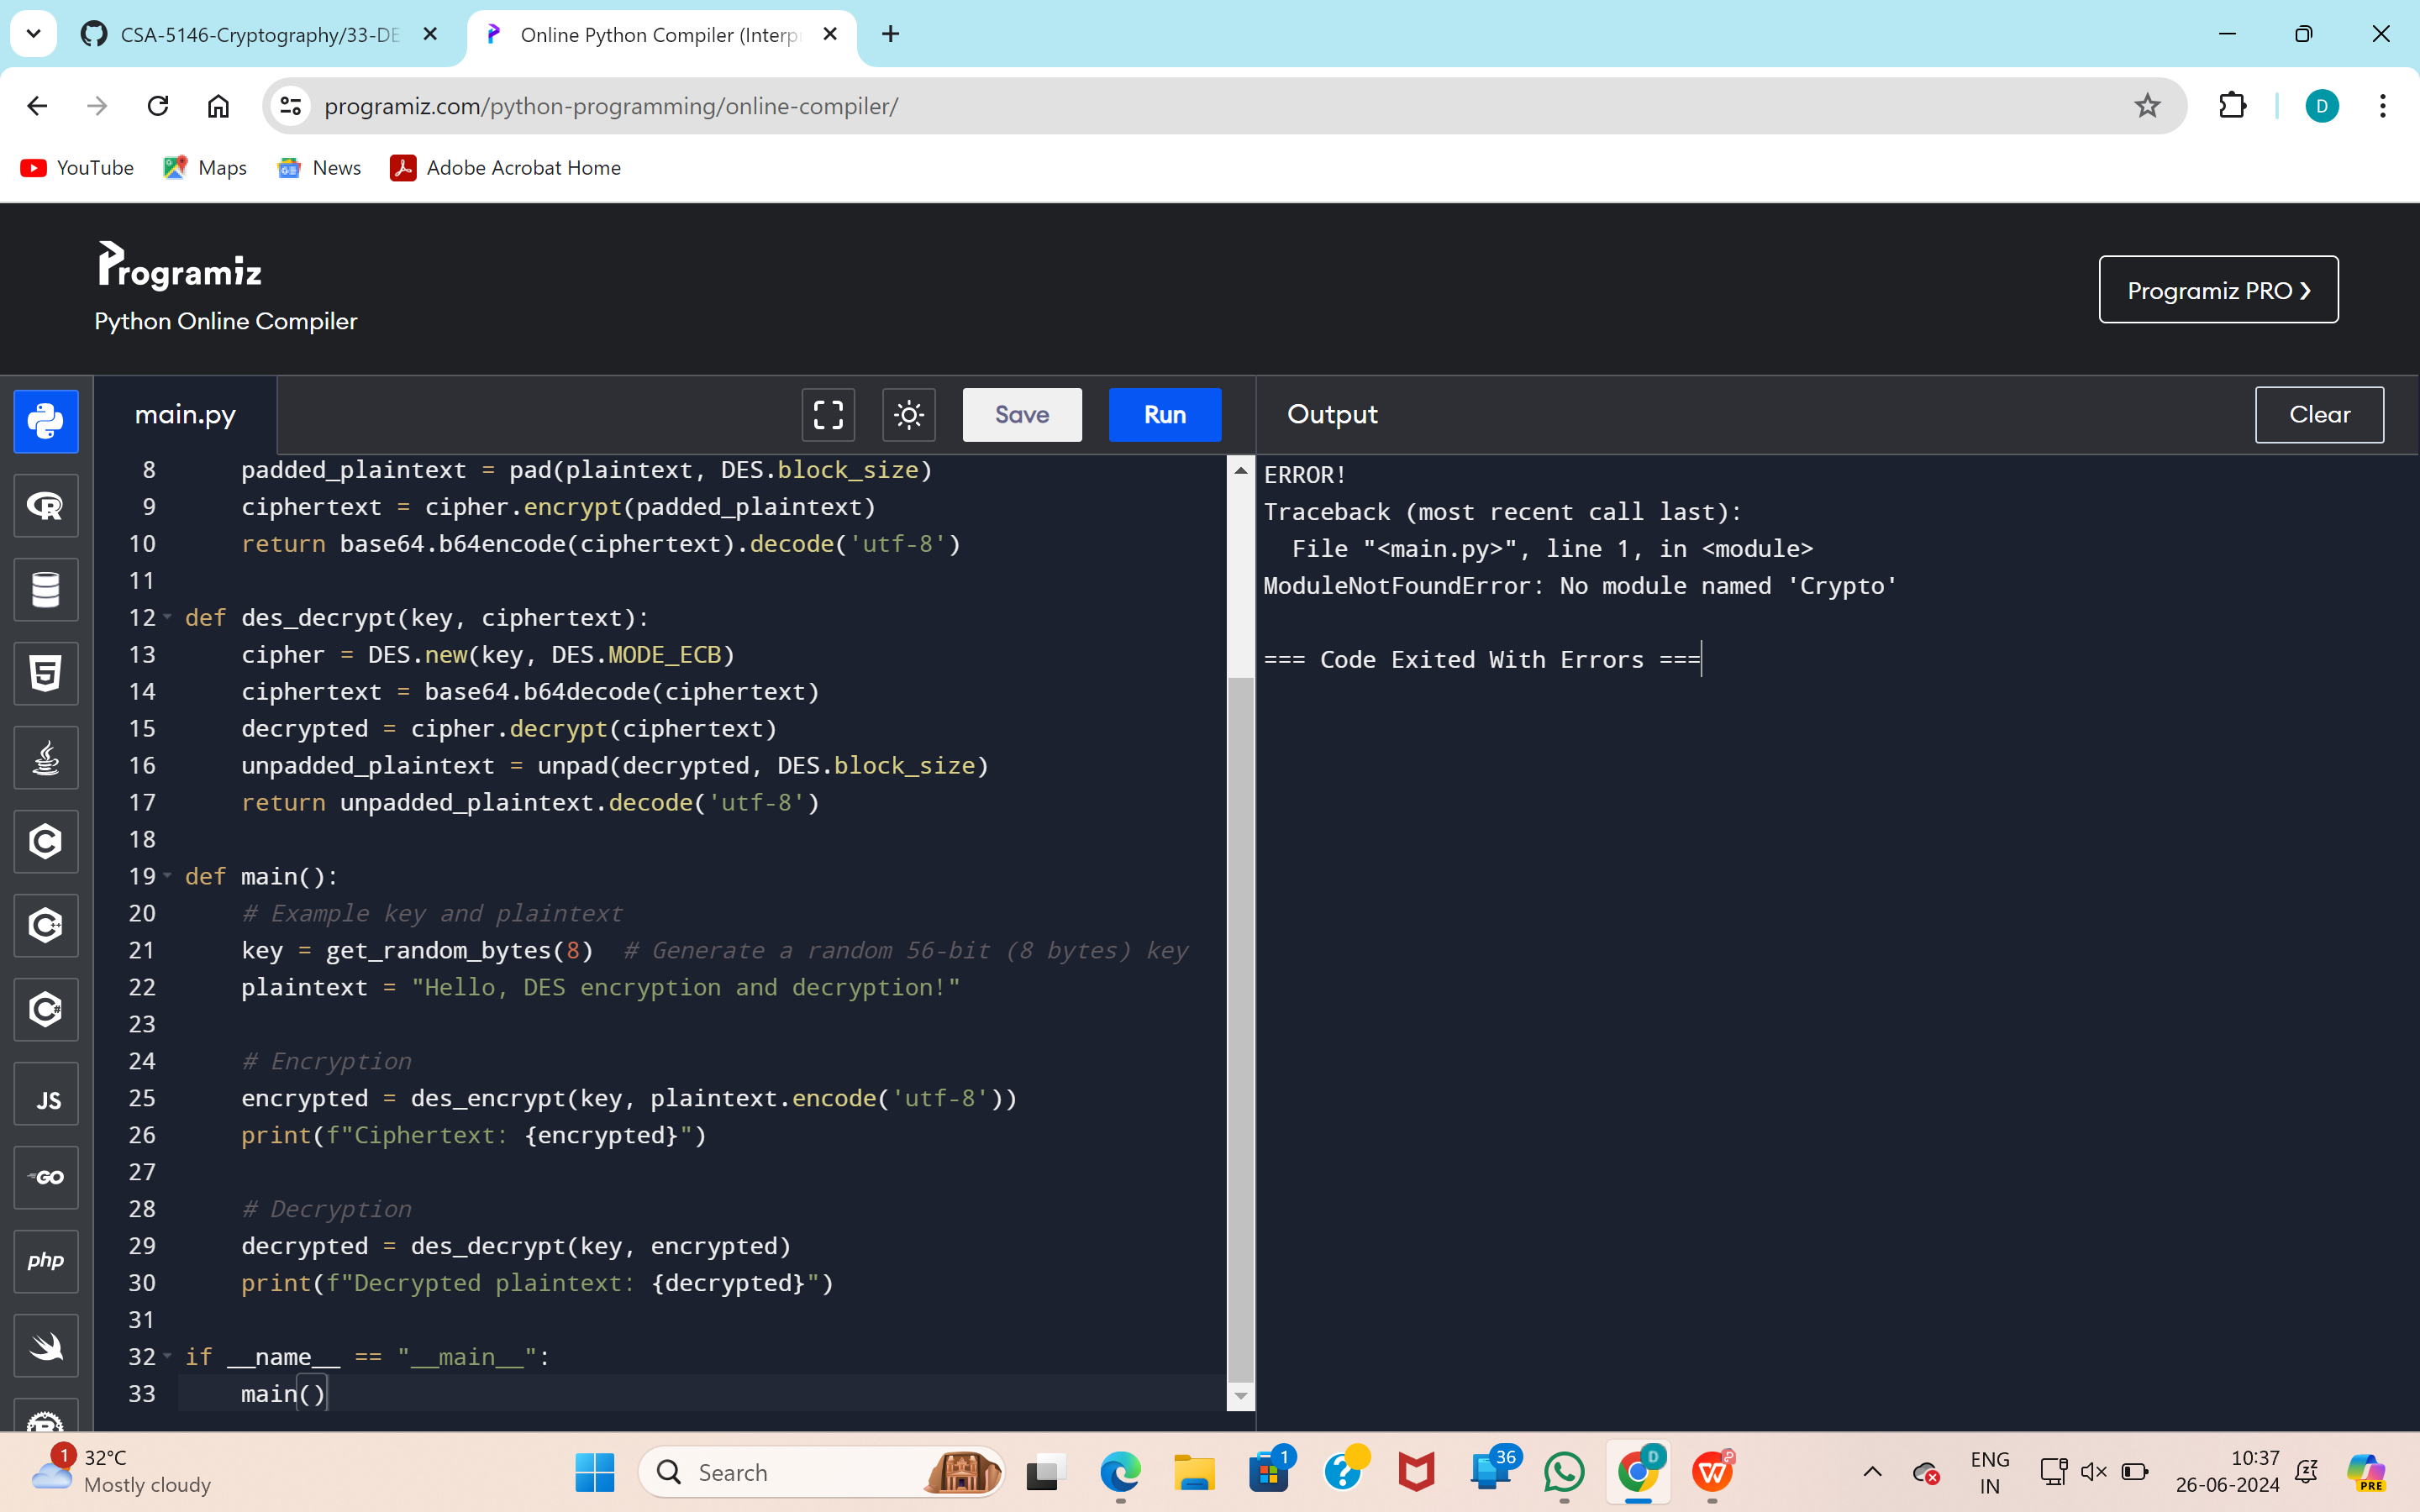 CSA-5146-Cryptography/33-DE
Online Python Compiler (Interp
programiz.com/python-programming/online-compiler/
D
YouTube
Maps
News
Adobe Acrobat Home
Programiz
Python Online Compiler
Programiz PRO ❯
main.py
Save
Run
Output
Clear
8 padded_plaintext = pad(plaintext, DES.block_size)
9 ciphertext = cipher.encrypt(padded_plaintext)
10 return base64.b64encode(ciphertext).decode('utf-8')
11
12 def des_decrypt(key, ciphertext):
13 cipher = DES.new(key, DES.MODE_ECB)
14 ciphertext = base64.b64decode(ciphertext)
15 decrypted = cipher.decrypt(ciphertext)
16 unpadded_plaintext = unpad(decrypted, DES.block_size)
17 return unpadded_plaintext.decode('utf-8')
18
19 def main():
20 # Example key and plaintext
21 key = get_random_bytes(8)  # Generate a random 56-bit (8 bytes) key
22 plaintext = "Hello, DES encryption and decryption!"
23
24 # Encryption
25 encrypted = des_encrypt(key, plaintext.encode('utf-8'))
26 print(f"Ciphertext: {encrypted}")
27
28 # Decryption
29 decrypted = des_decrypt(key, encrypted)
30 print(f"Decrypted plaintext: {decrypted}")
31
32 if __name__ == "__main__":
33 main()
ERROR!
Traceback (most recent call last):
File "<main.py>", line 1, in <module>
ModuleNotFoundError: No module named 'Crypto'
=== Code Exited With Errors ===
R
5
C
C++
C#
JS
GO
php
1
32°C
Mostly cloudy
Search
1
36
D
ENG
IN
10:37
26-06-2024
PRE